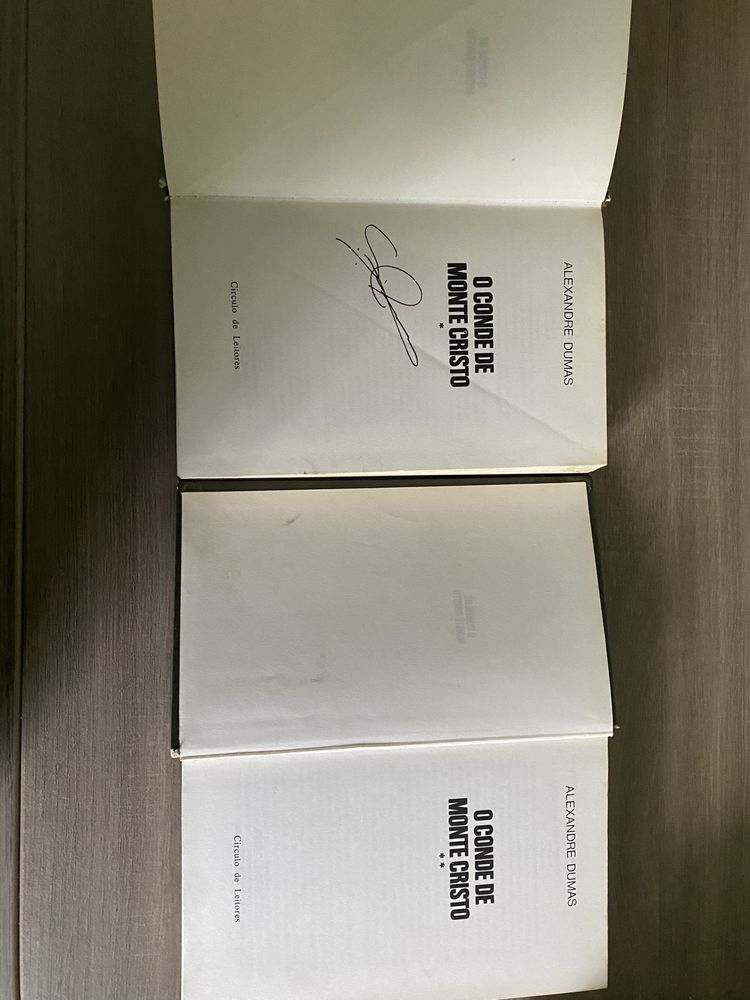 ALEXANDRE DUMAS
O CONDE DE
MONTE CRISTO
*
Círculo de Leitores
ALEXANDRE DUMAS
O CONDE DE
MONTE CRISTO
**
Círculo de Leitores